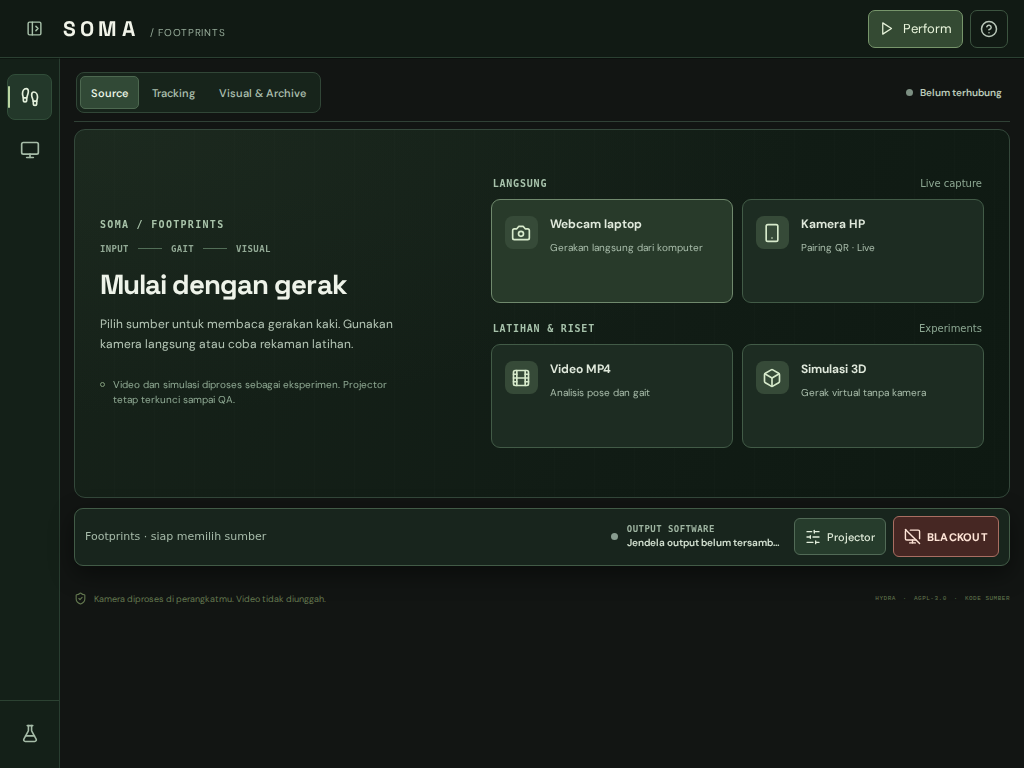 SOMA / FOOTPRINTS
Perform
Source
Tracking
Visual & Archive
Belum terhubung
SOMA / FOOTPRINTS
INPUT GAIT VISUAL
Mulai dengan gerak
Pilih sumber untuk membaca gerakan kaki. Gunakan
kamera langsung atau coba rekaman latihan.
Video dan simulasi diproses sebagai eksperimen. Projector
tetap terkunci sampai QA.
LANGSUNG
Live capture
Webcam laptop
Gerakan langsung dari komputer
Kamera HP
Pairing QR · Live
LATIHAN & RISET
Experiments
Video MP4
Analisis pose dan gait
Simulasi 3D
Gerak virtual tanpa kamera
Footprints · siap memilih sumber
OUTPUT SOFTWARE
Jendela output belum tersamb…
Projector
BLACKOUT
Kamera diproses di perangkatmu. Video tidak diunggah.
HYDRA · AGPL-3.0 · KODE SUMBER